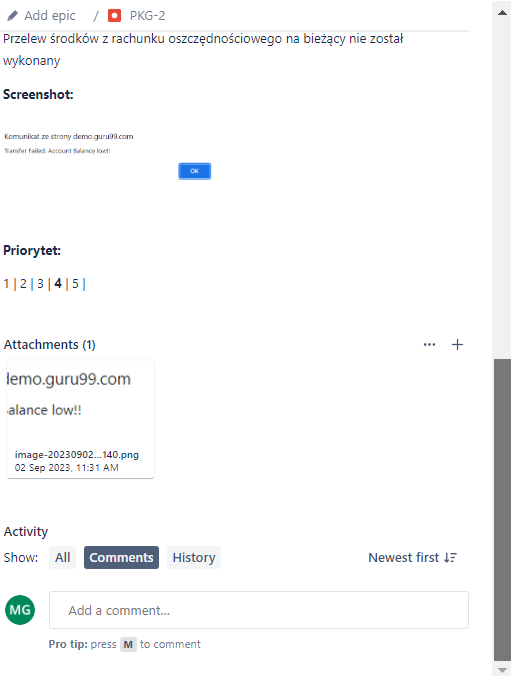 Add epic / PKG-2
Przelew środków z rachunku oszczędnościowego na bieżący nie został
wykonany
Screenshot:
Komunikat ze strony demo.guru99.com
Transfer Failed. Account Balance low!!
OK
Priorytet:
1 | 2 | 3 | 4 | 5 |
Attachments (1)
demo.guru99.com
alance low!!
image-20230902...140.png
02 Sep 2023, 11:31 AM
Activity
Show: All Comments History Newest first
MG Add a comment...
Pro tip: press M to comment